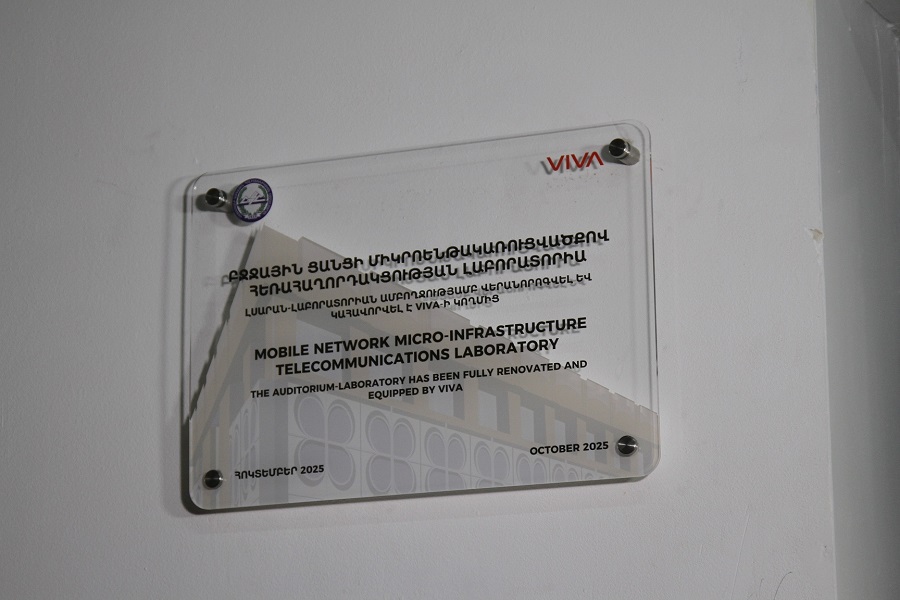 VIVA
ԲՋՋԱՅԻՆ ՑԱՆՑԻ ՄԻԿՐՈԵՆԹԱԿԱՌՈՒՑՎԱԾՔՈՎ
ՀԵՌԱՀԱՂՈՐԴԱԿՑՈՒԹՅԱՆ ԼԱԲՈՐԱՏՈՐԻԱ
ԼՍԱՐԱՆ-ԼԱԲՈՐԱՏՈՐԻԱՆ ԱՄԲՈՂՋՈՒԹՅԱՄԲ ՎԵՐԱՆՈՐՈԳՎԵԼ ԵՎ
ԿԱՀԱՎՈՐՎԵԼ Է VIVA-Ի ԿՈՂՄԻՑ
MOBILE NETWORK MICRO-INFRASTRUCTURE
TELECOMMUNICATIONS LABORATORY
THE AUDITORIUM-LABORATORY HAS BEEN FULLY RENOVATED AND
EQUIPPED BY VIVA
ՀՈԿՏԵՄԲԵՐ 2025
OCTOBER 2025